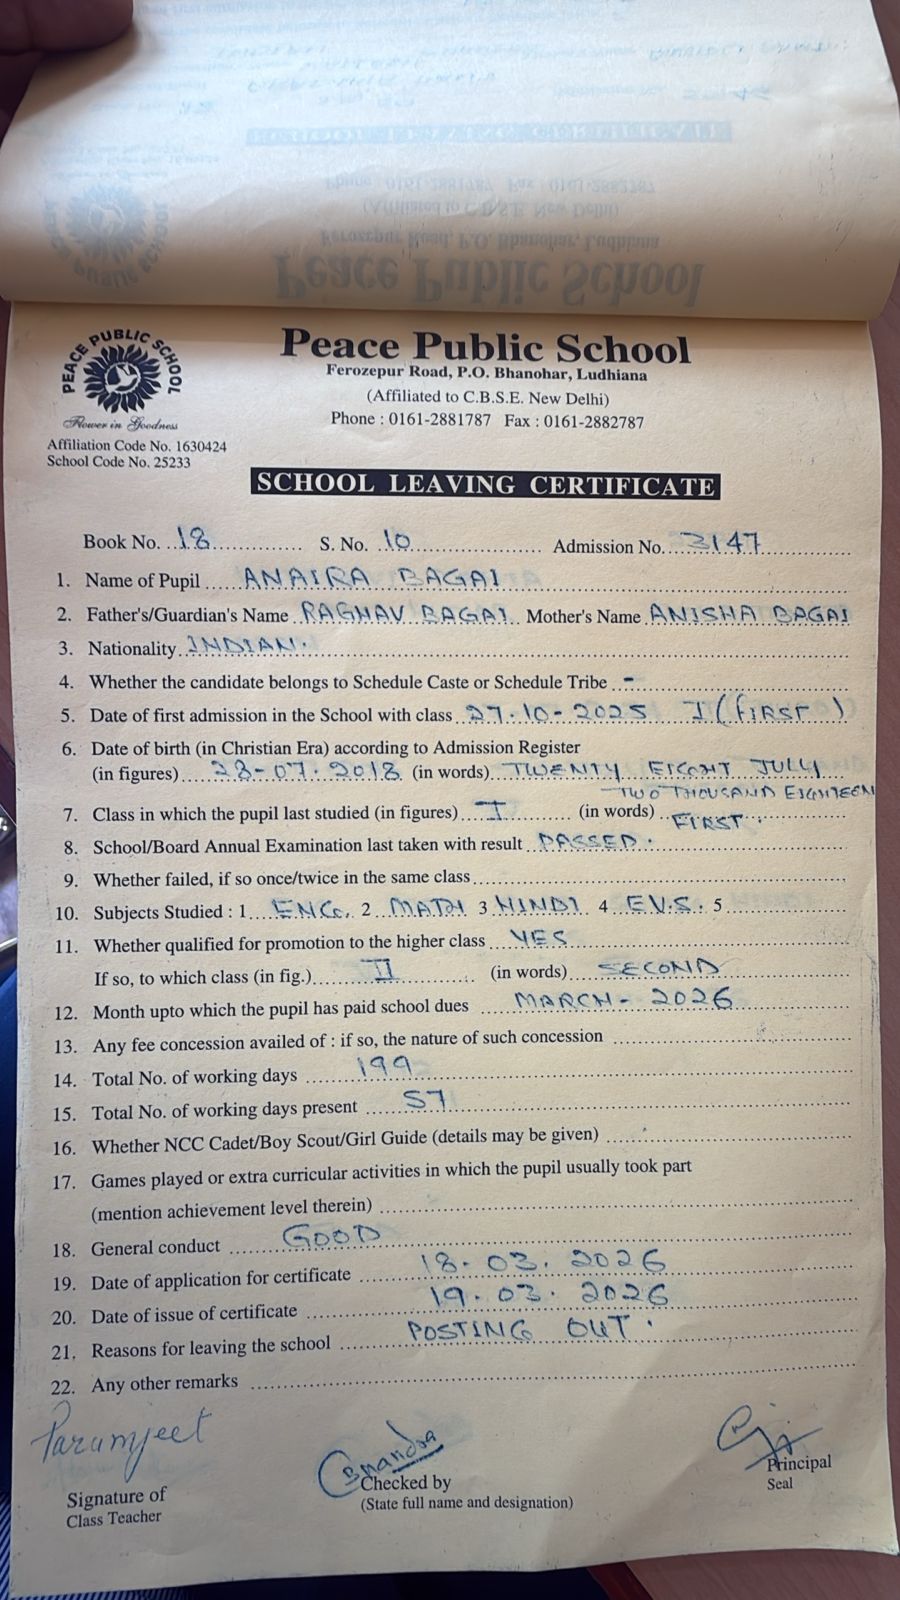 PEACE PUBLIC SCHOOL
Flower in Goodness
Affiliation Code No. 1630424
School Code No. 25233
Peace Public School
Ferozepur Road, P.O. Bhanohar, Ludhiana
(Affiliated to C.B.S.E. New Delhi)
Phone : 0161-2881787 Fax : 0161-2882787
SCHOOL LEAVING CERTIFICATE
Book No. 18 S. No. 10 Admission No. 3147
1. Name of Pupil ANAIRA BAGAI
2. Father's/Guardian's Name RAGHAV BAGAI Mother's Name ANISHA BAGAI
3. Nationality INDIAN.
4. Whether the candidate belongs to Schedule Caste or Schedule Tribe -
5. Date of first admission in the School with class 27.10-2025 I (FIRST)
6. Date of birth (in Christian Era) according to Admission Register
(in figures) 28-07.2018 (in words) TWENTY EIGHT JULLY
TWO THOUSAND EIGHTEEN
7. Class in which the pupil last studied (in figures) I (in words) FIRST.
8. School/Board Annual Examination last taken with result PASSED.
9. Whether failed, if so once/twice in the same class
10. Subjects Studied : 1 ENG. 2 MATH 3 HINDI 4 E.V.S. 5
11. Whether qualified for promotion to the higher class YES
If so, to which class (in fig.) II (in words) SECOND
12. Month upto which the pupil has paid school dues MARCH- 2026
13. Any fee concession availed of : if so, the nature of such concession
14. Total No. of working days 199
15. Total No. of working days present 57
16. Whether NCC Cadet/Boy Scout/Girl Guide (details may be given)
17. Games played or extra curricular activities in which the pupil usually took part
(mention achievement level therein)
18. General conduct GOOD
19. Date of application for certificate 18.03.2026
20. Date of issue of certificate 19.03.2026
21. Reasons for leaving the school POSTING OUT.
22. Any other remarks
Paramjeet
Signature of
Class Teacher
Checked by
(State full name and designation)
Principal
Seal